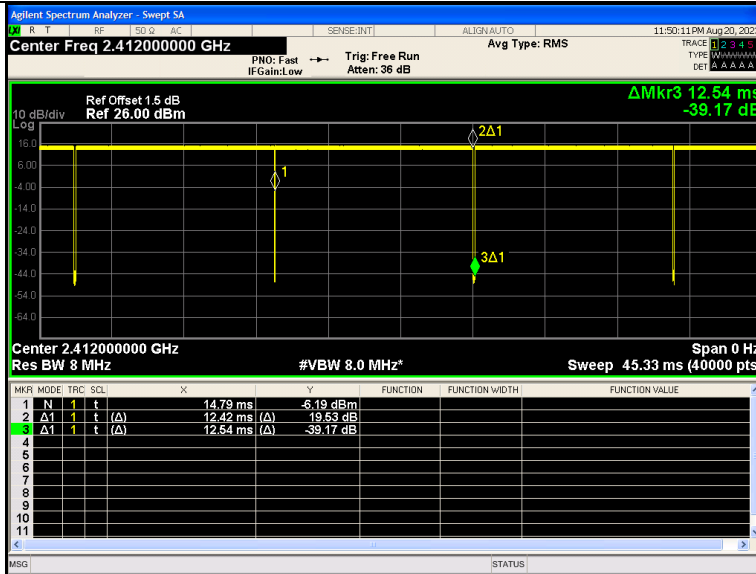 Agilent Spectrum Analyzer - Swept SA
LXI R T RF 50 Ω AC SENSE:INT ALIGN AUTO 11:50:11 PM Aug 20, 202
Center Freq 2.412000000 GHz Avg Type: RMS TRACE 1 2 3 4 5
PNO: Fast Trig: Free Run TYPE
IFGain:Low Atten: 36 dB DET A A A A A
ΔMkr3 12.54 ms
Ref Offset 1.5 dB
10 dB/div Ref 26.00 dBm -39.17 dB
Log
2Δ1
16.0
6.00
1
-4.00
-14.0
-24.0
-34.0
3Δ1
-44.0
-54.0
-64.0
Center 2.412000000 GHz Span 0 Hz
Res BW 8 MHz #VBW 8.0 MHz* Sweep 45.33 ms (40000 pts
MKR MODE TRC SCL X Y FUNCTION FUNCTION WIDTH FUNCTION VALUE
1 N 1 t 14.79 ms -6.19 dBm
2 Δ1 1 t (Δ) 12.42 ms (Δ) 19.53 dB
3 Δ1 1 t (Δ) 12.54 ms (Δ) -39.17 dB
4
5
6
7
8
9
10
11
MSG STATUS